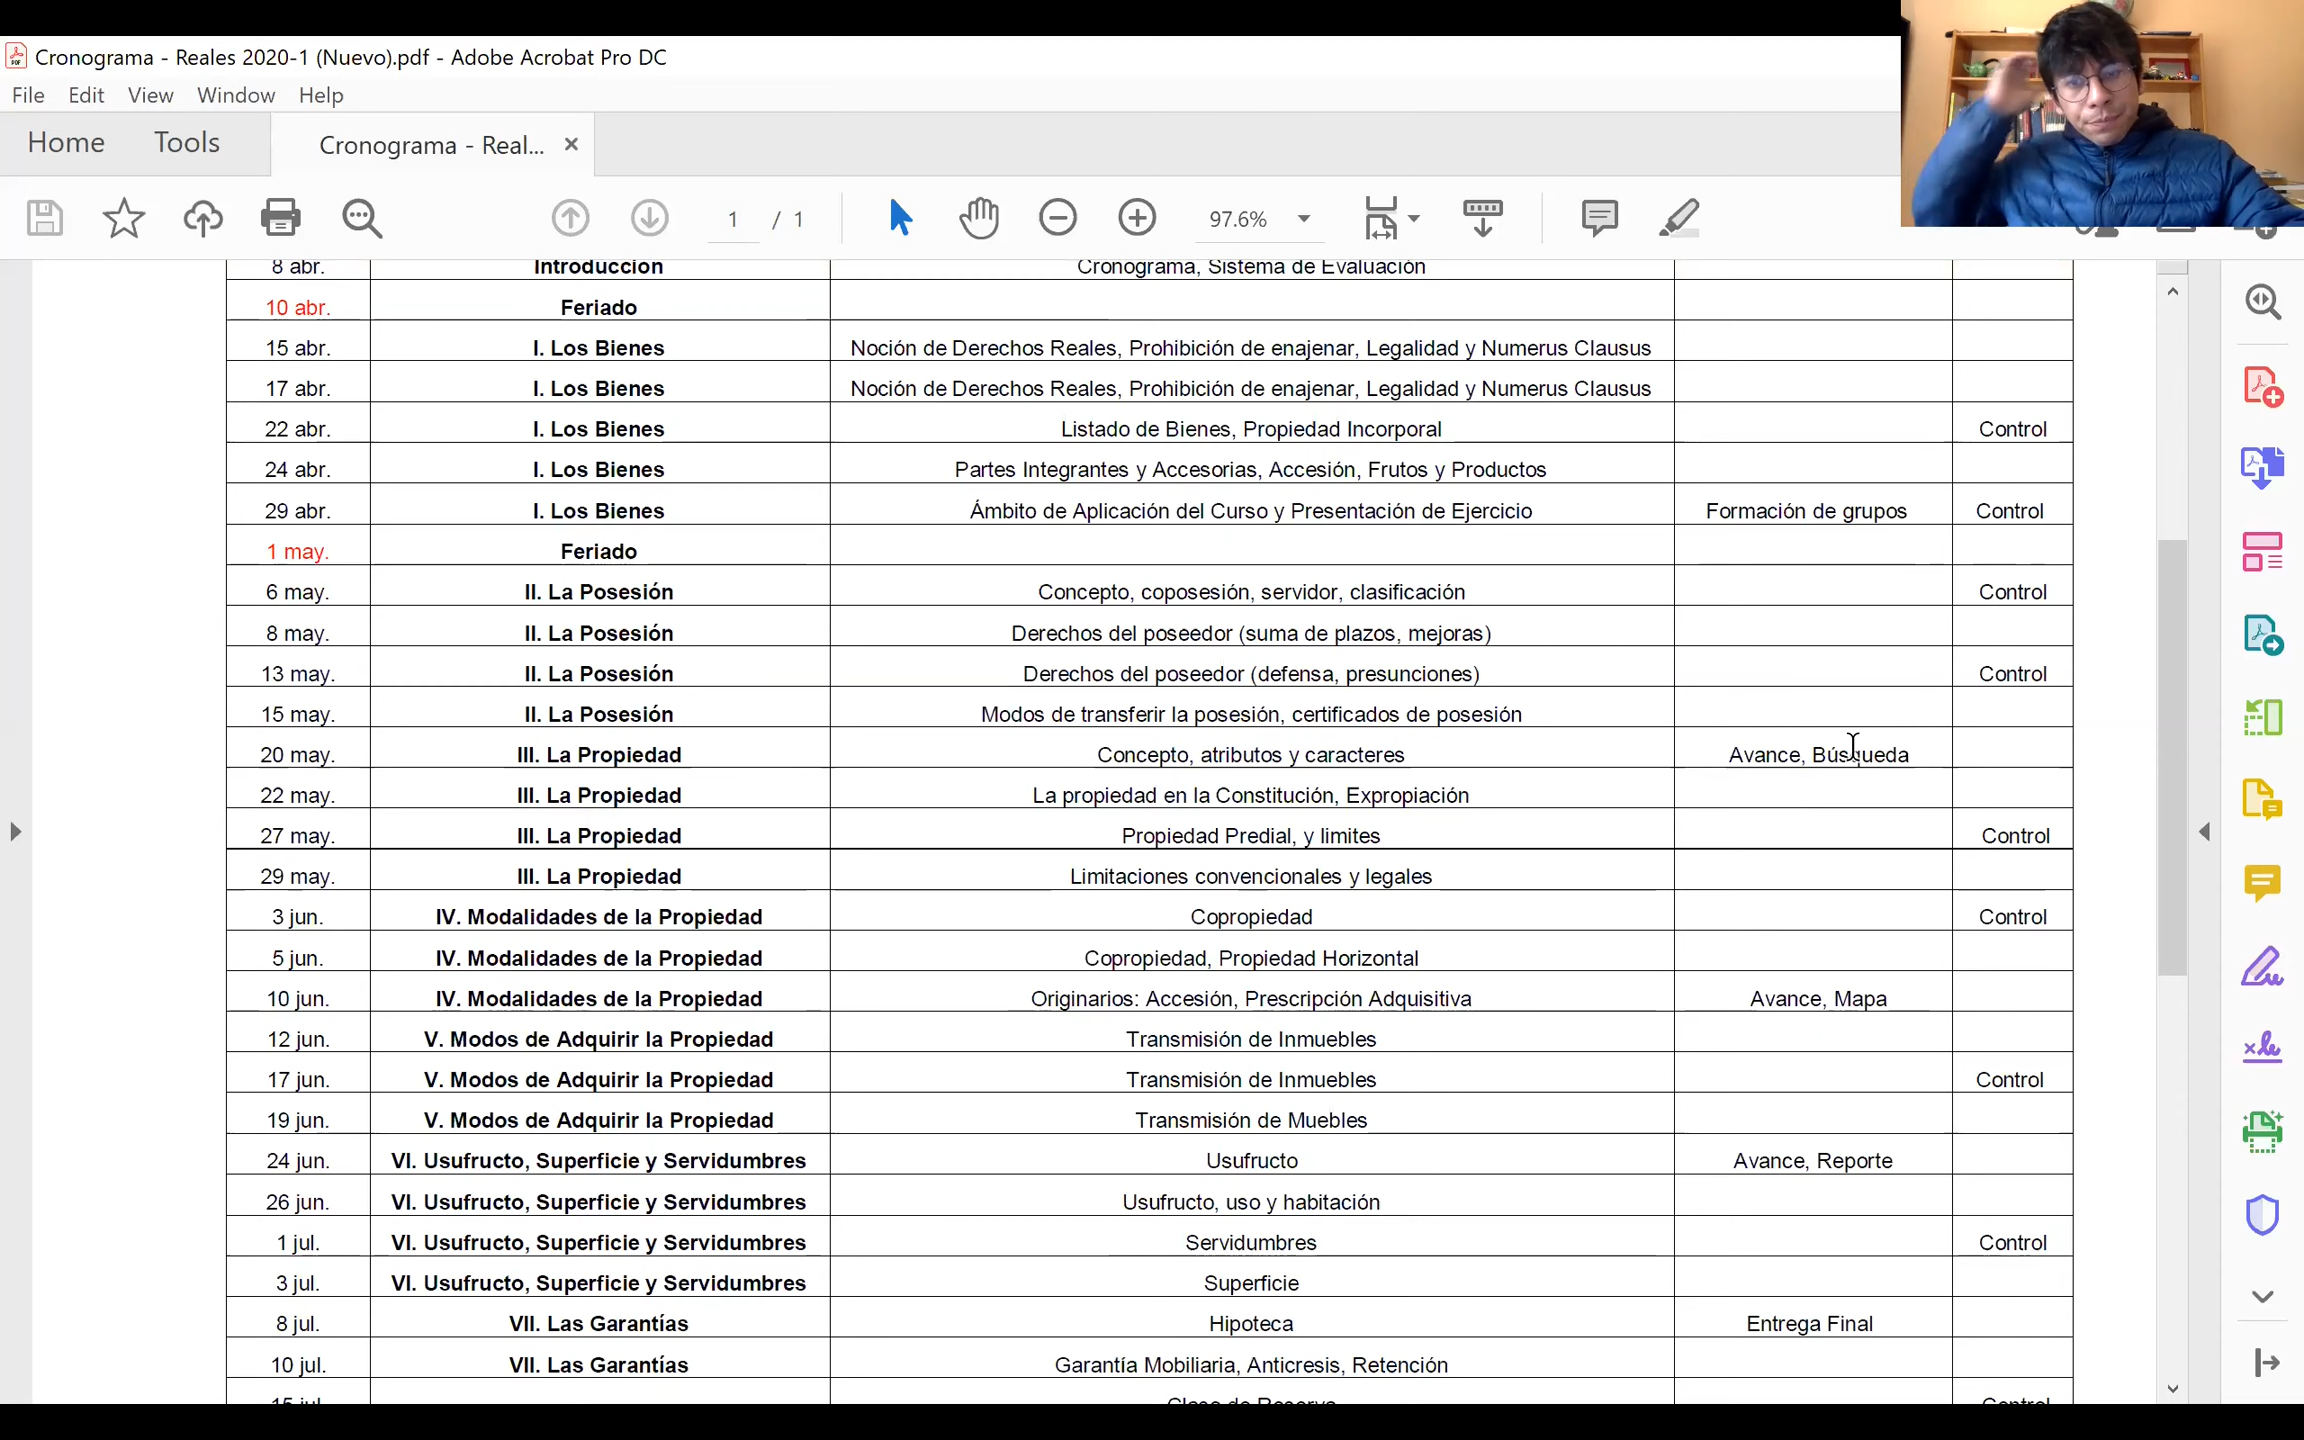 Cronograma - Reales 2020-1 (Nuevo).pdf - Adobe Acrobat Pro DC
File Edit View Window Help
Home Tools Cronograma - Real...
1 / 1 97.6%
8 abr. Introducción Cronograma, Sistema de Evaluación
10 abr. Feriado
15 abr. I. Los Bienes Noción de Derechos Reales, Prohibición de enajenar, Legalidad y Numerus Clausus
17 abr. I. Los Bienes Noción de Derechos Reales, Prohibición de enajenar, Legalidad y Numerus Clausus
22 abr. I. Los Bienes Listado de Bienes, Propiedad Incorporal Control
24 abr. I. Los Bienes Partes Integrantes y Accesorias, Accesión, Frutos y Productos
29 abr. I. Los Bienes Ámbito de Aplicación del Curso y Presentación de Ejercicio Formación de grupos Control
1 may. Feriado
6 may. II. La Posesión Concepto, coposesión, servidor, clasificación Control
8 may. II. La Posesión Derechos del poseedor (suma de plazos, mejoras)
13 may. II. La Posesión Derechos del poseedor (defensa, presunciones) Control
15 may. II. La Posesión Modos de transferir la posesión, certificados de posesión
20 may. III. La Propiedad Concepto, atributos y caracteres Avance, Búsqueda
22 may. III. La Propiedad La propiedad en la Constitución, Expropiación
27 may. III. La Propiedad Propiedad Predial, y limites Control
29 may. III. La Propiedad Limitaciones convencionales y legales
3 jun. IV. Modalidades de la Propiedad Copropiedad Control
5 jun. IV. Modalidades de la Propiedad Copropiedad, Propiedad Horizontal
10 jun. IV. Modalidades de la Propiedad Originarios: Accesión, Prescripción Adquisitiva Avance, Mapa
12 jun. V. Modos de Adquirir la Propiedad Transmisión de Inmuebles
17 jun. V. Modos de Adquirir la Propiedad Transmisión de Inmuebles Control
19 jun. V. Modos de Adquirir la Propiedad Transmisión de Muebles
24 jun. VI. Usufructo, Superficie y Servidumbres Usufructo Avance, Reporte
26 jun. VI. Usufructo, Superficie y Servidumbres Usufructo, uso y habitación
1 jul. VI. Usufructo, Superficie y Servidumbres Servidumbres Control
3 jul. VI. Usufructo, Superficie y Servidumbres Superficie
8 jul. VII. Las Garantías Hipoteca Entrega Final
10 jul. VII. Las Garantías Garantía Mobiliaria, Anticresis, Retención
15 jul. Clase de Reserva Control